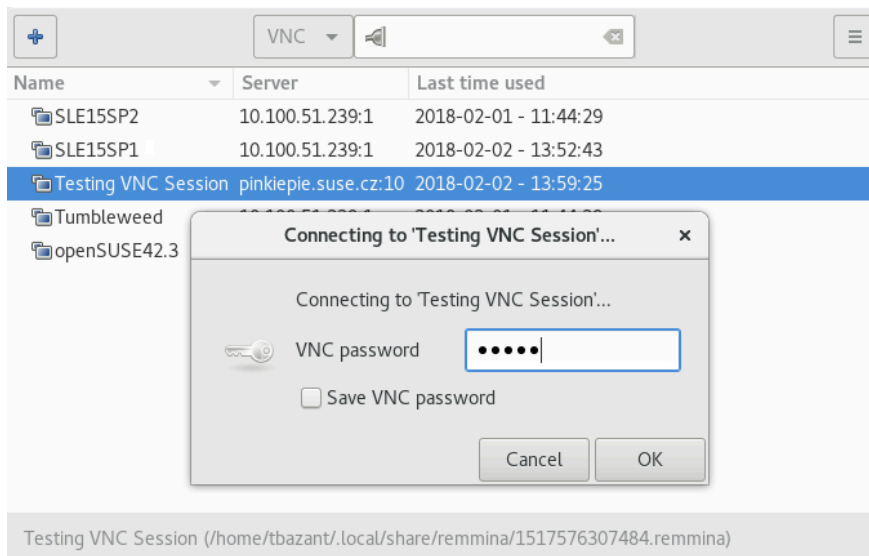 VNC
Name Server Last time used
SLE15SP2 10.100.51.239:1 2018-02-01 - 11:44:29
SLE15SP1 10.100.51.239:1 2018-02-02 - 13:52:43
Testing VNC Session pinkiepie.suse.cz:10 2018-02-02 - 13:59:25
Tumbleweed
openSUSE42.3
Connecting to 'Testing VNC Session'...
Connecting to 'Testing VNC Session'...
VNC password •••••
Save VNC password
Cancel OK
Testing VNC Session (/home/tbazant/.local/share/remmina/1517576307484.remmina)